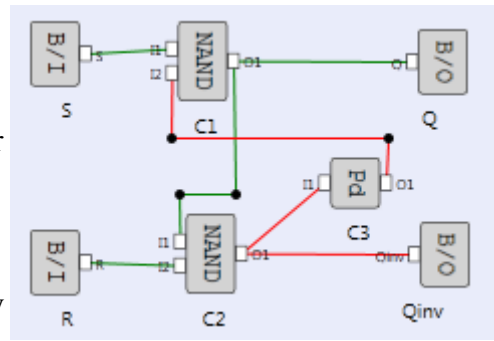 B/I
S
I1
I2
NAND
O1
C1
O
B/O
Q
S
I1
Pd
O1
C3
B/I
R
R
I1
I2
NAND
O1
C2
Qinv
B/O
Qinv
r